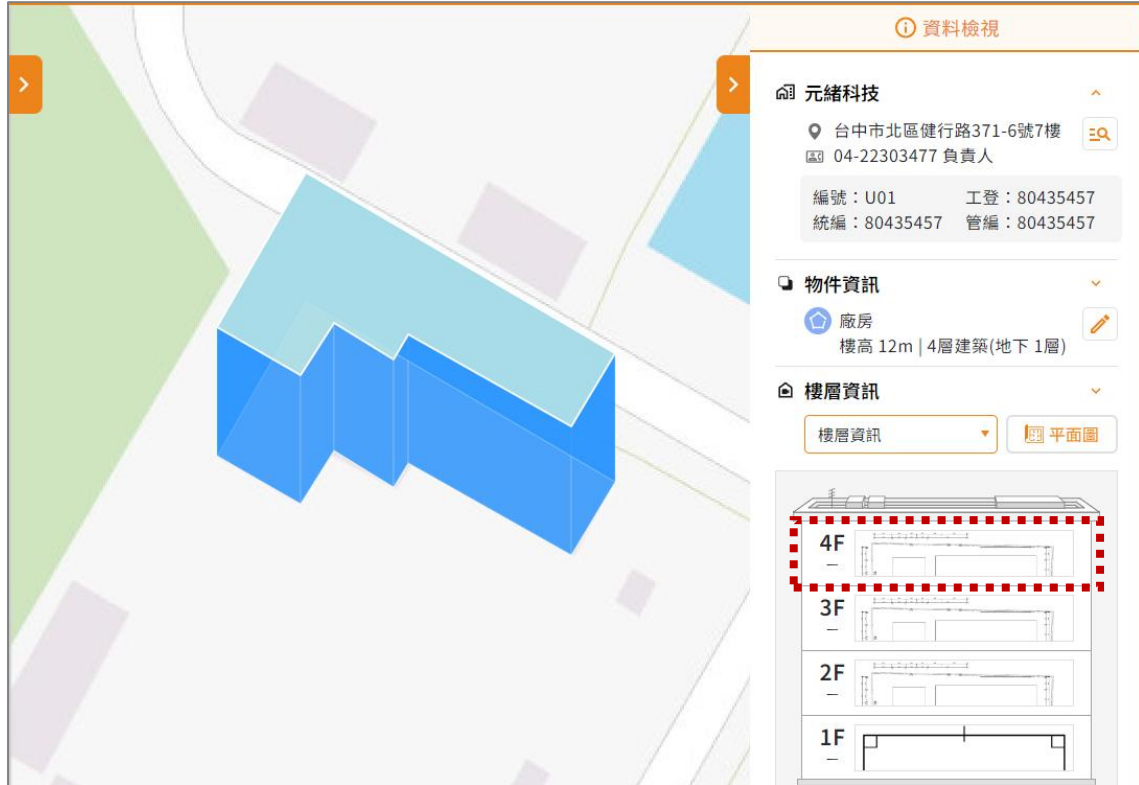 資料檢視
元緒科技
台中市北區健行路371-6號7樓
04-22303477 負責人
編號：U01 工登：80435457
統編：80435457 管編：80435457
物件資訊
廠房
樓高 12m | 4層建築(地下 1層)
樓層資訊
樓層資訊 平面圖
4F
3F
2F
1F